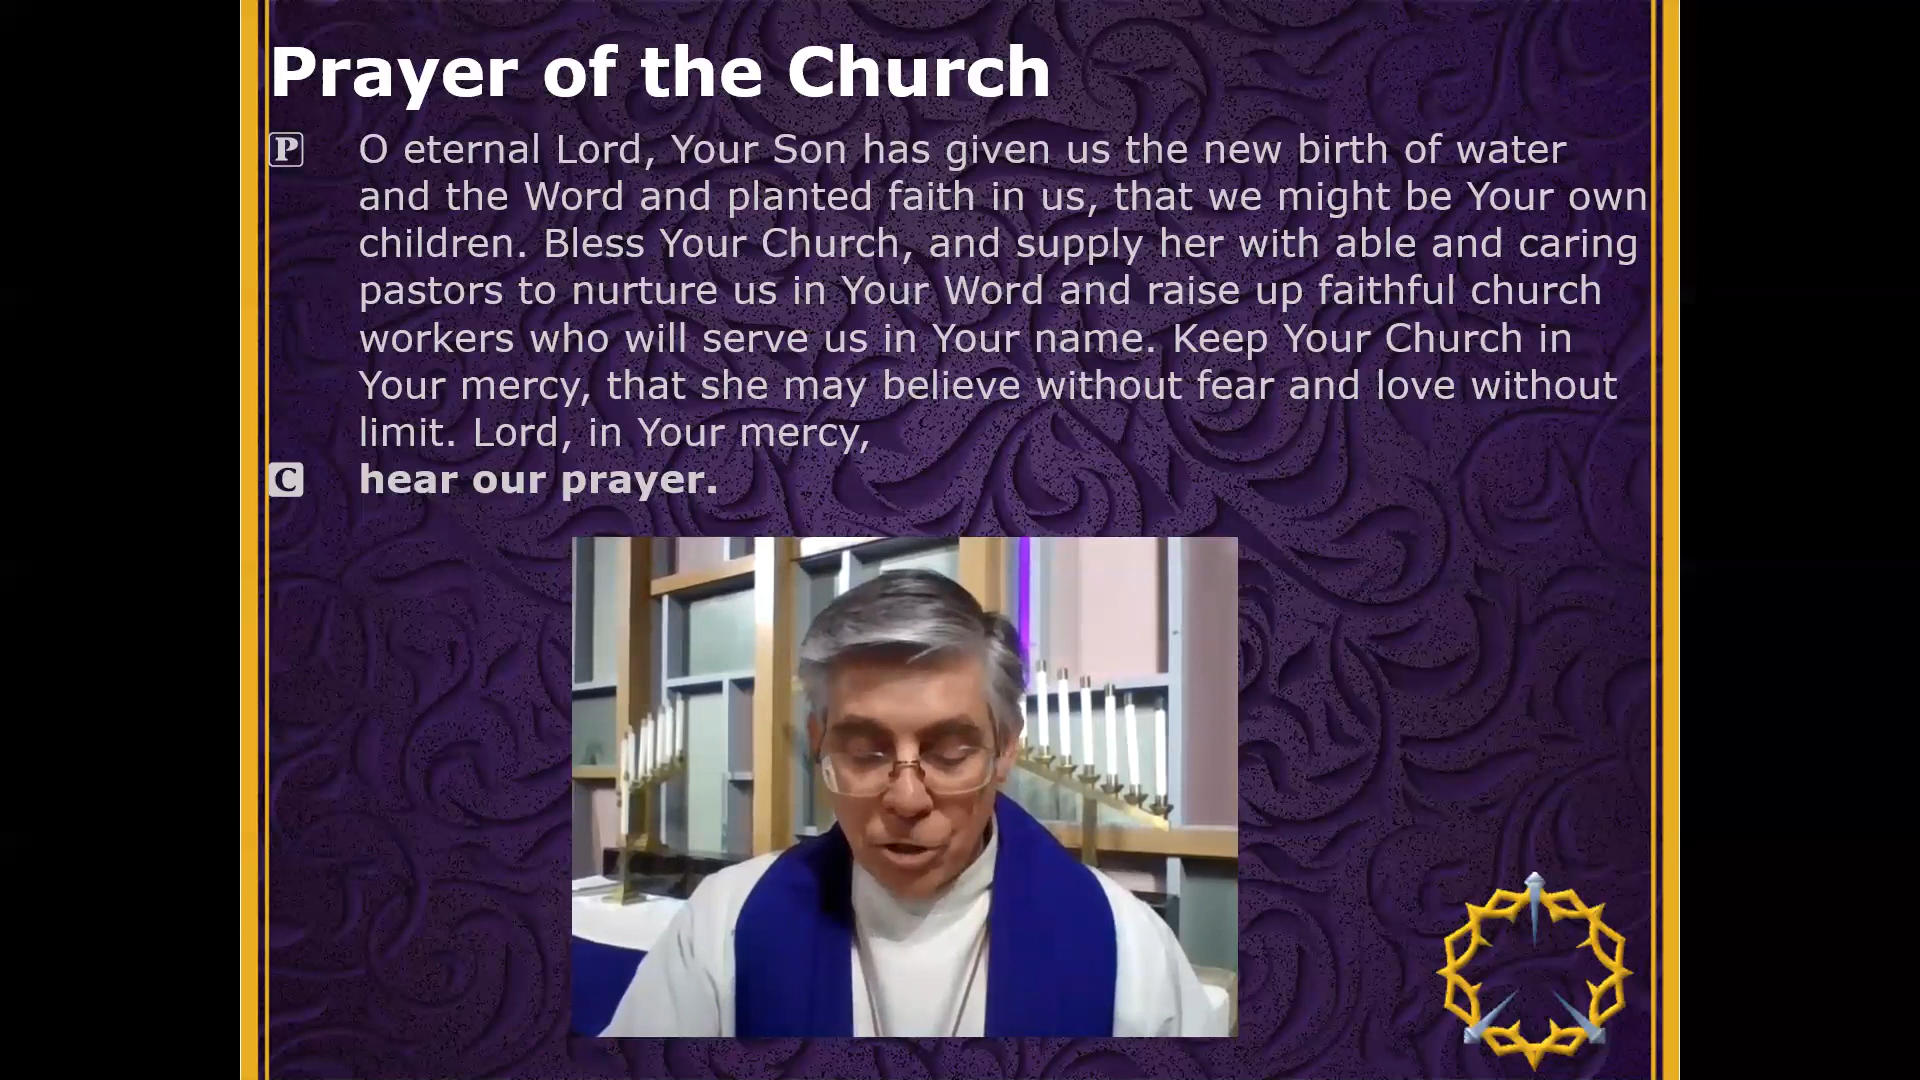 Prayer of the Church
P O eternal Lord, Your Son has given us the new birth of water
and the Word and planted faith in us, that we might be Your own
children. Bless Your Church, and supply her with able and caring
pastors to nurture us in Your Word and raise up faithful church
workers who will serve us in Your name. Keep Your Church in
Your mercy, that she may believe without fear and love without
limit. Lord, in Your mercy,
C hear our prayer.